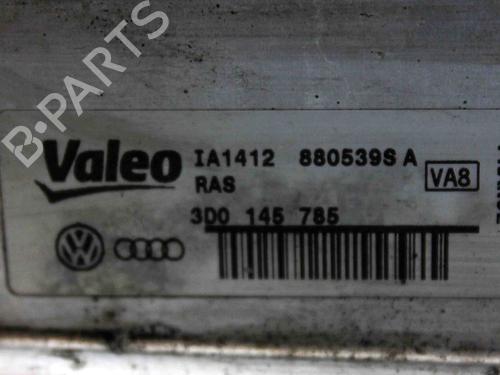 B-PARTS
Valeo
IA1412 880539S A
RAS
VA8
3D0 145 785